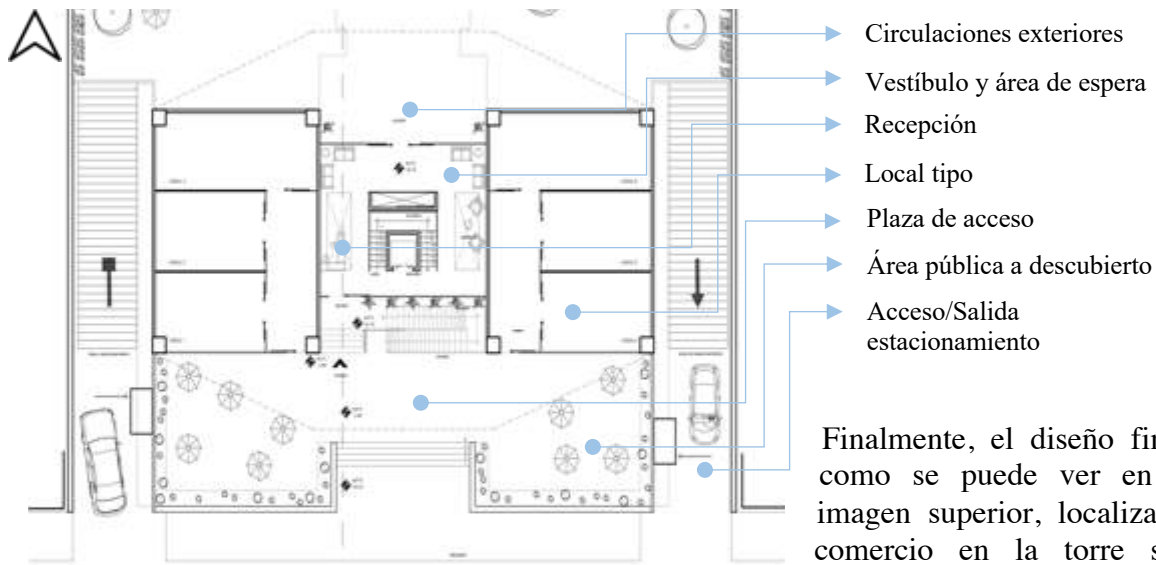 Circulaciones exteriores
Vestíbulo y área de espera
Recepción
Local tipo
Plaza de acceso
Área pública a descubierto
Acceso/Salida
estacionamiento
Finalmente, el diseño fin
como se puede ver en
imagen superior, localiza
comercio en la torre s